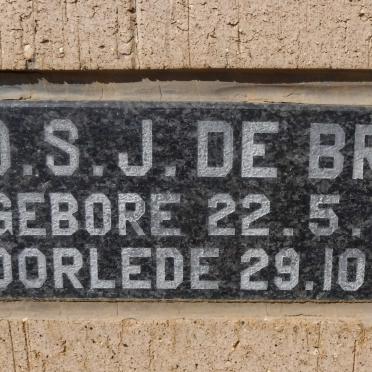 .S.J. DE BR
GEBORE 22.5.
OORLEDE 29.10